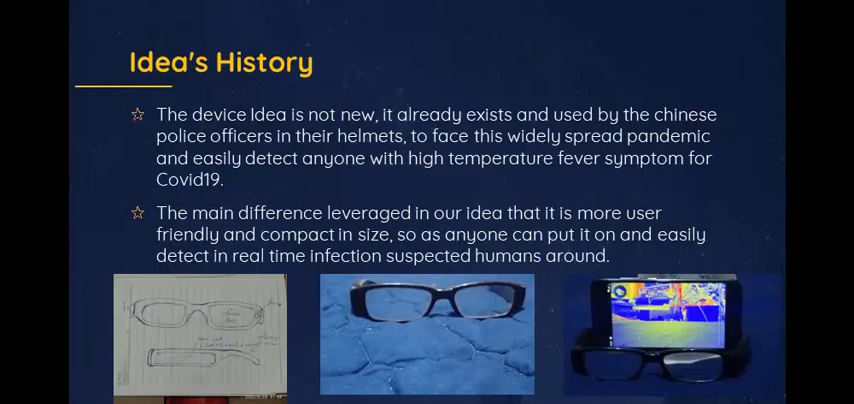 Idea's History
The device Idea is not new, it already exists and used by the chinese
police officers in their helmets, to face this widely spread pandemic
and easily detect anyone with high temperature fever symptom for
Covid19.
The main difference leveraged in our idea that it is more user
friendly and compact in size, so as anyone can put it on and easily
detect in real time infection suspected humans around.